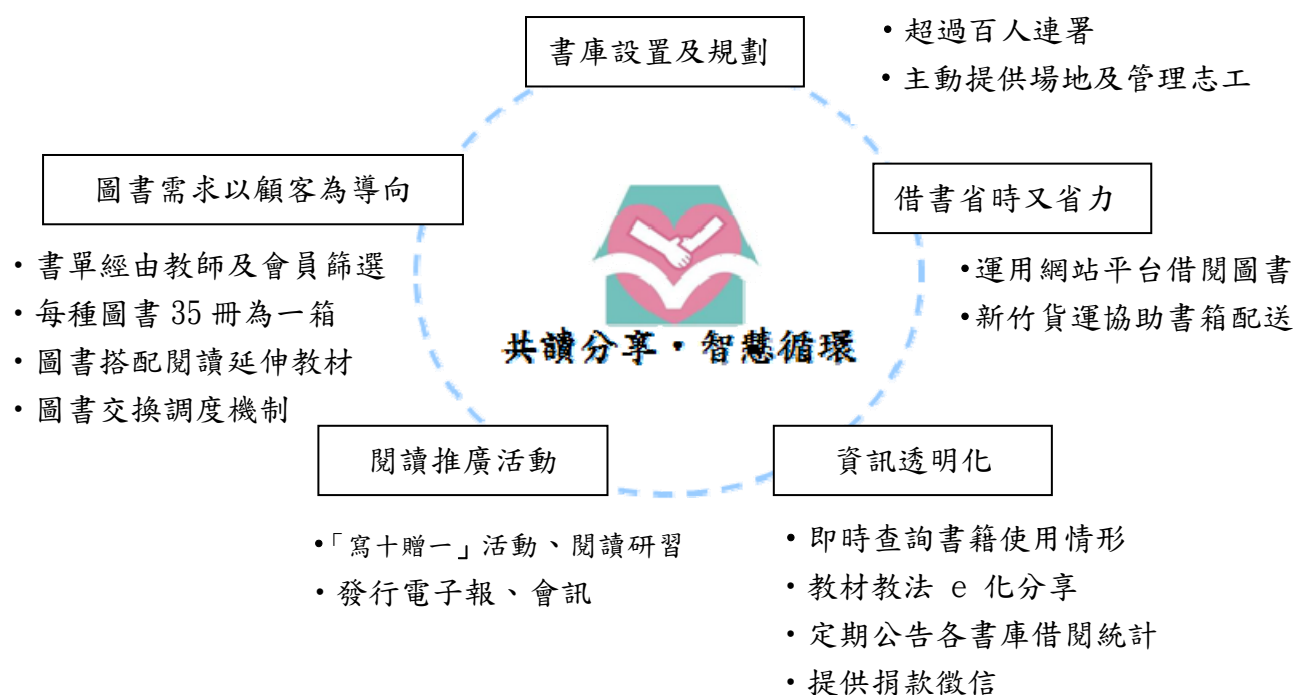 書庫設置及規劃
• 超過百人連署
• 主動提供場地及管理志工
圖書需求以顧客為導向
• 書單經由教師及會員篩選
• 每種圖書 35 冊為一箱
• 圖書搭配閱讀延伸教材
• 圖書交換調度機制
借書省時又省力
•運用網站平台借閱圖書
•新竹貨運協助書箱配送
共讀分享•智慧循環
閱讀推廣活動
•「寫十贈一」活動、閱讀研習
• 發行電子報、會訊
資訊透明化
• 即時查詢書籍使用情形
• 教材教法 e 化分享
• 定期公告各書庫借閱統計
• 提供捐款徵信